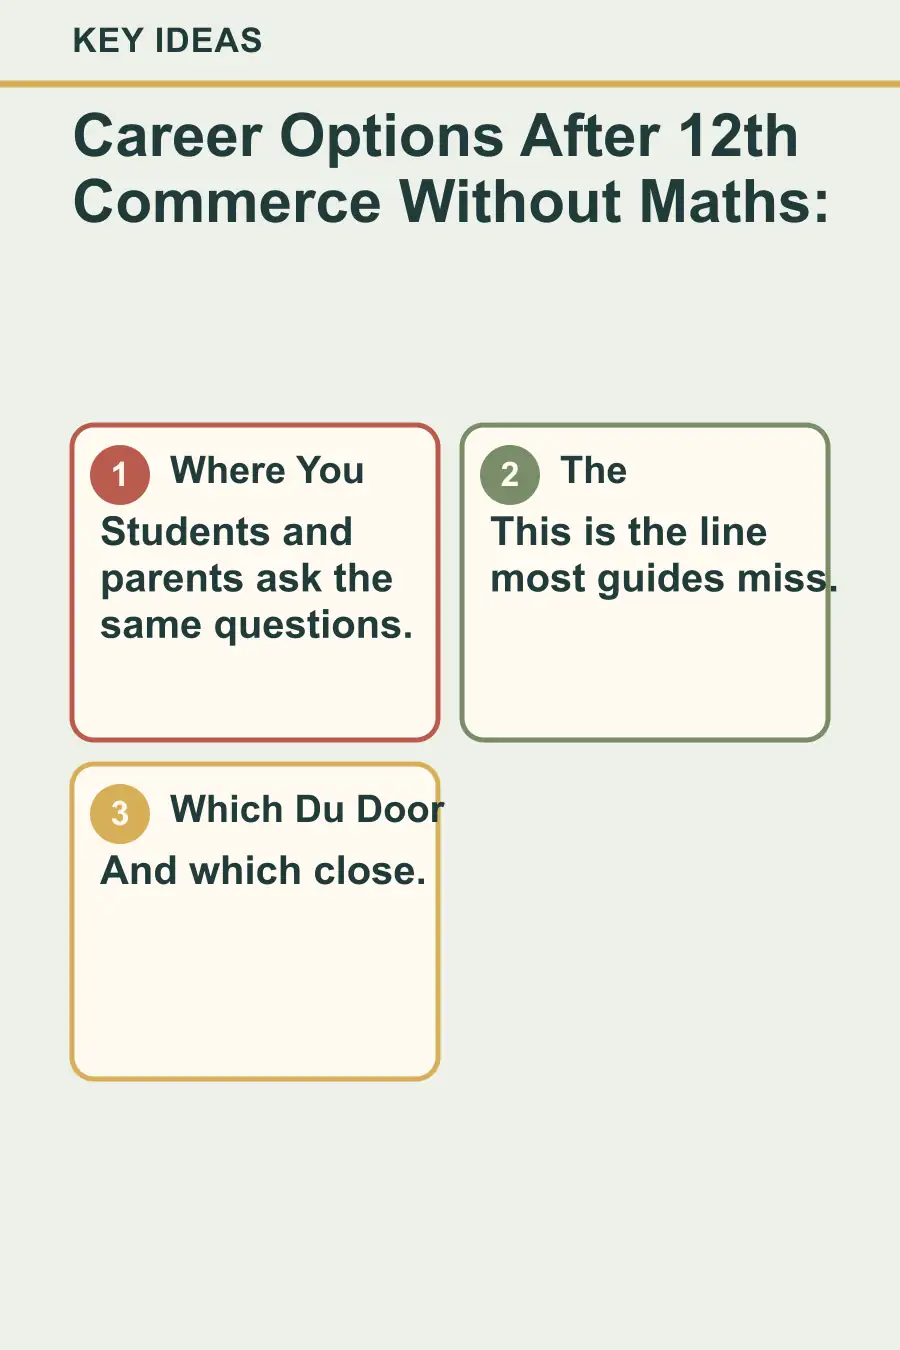 KEY IDEAS
Career Options After 12th
Commerce Without Maths:
1 Where You
Students and
parents ask the
same questions.
2 The
This is the line
most guides miss.
3 Which Du Door
And which close.